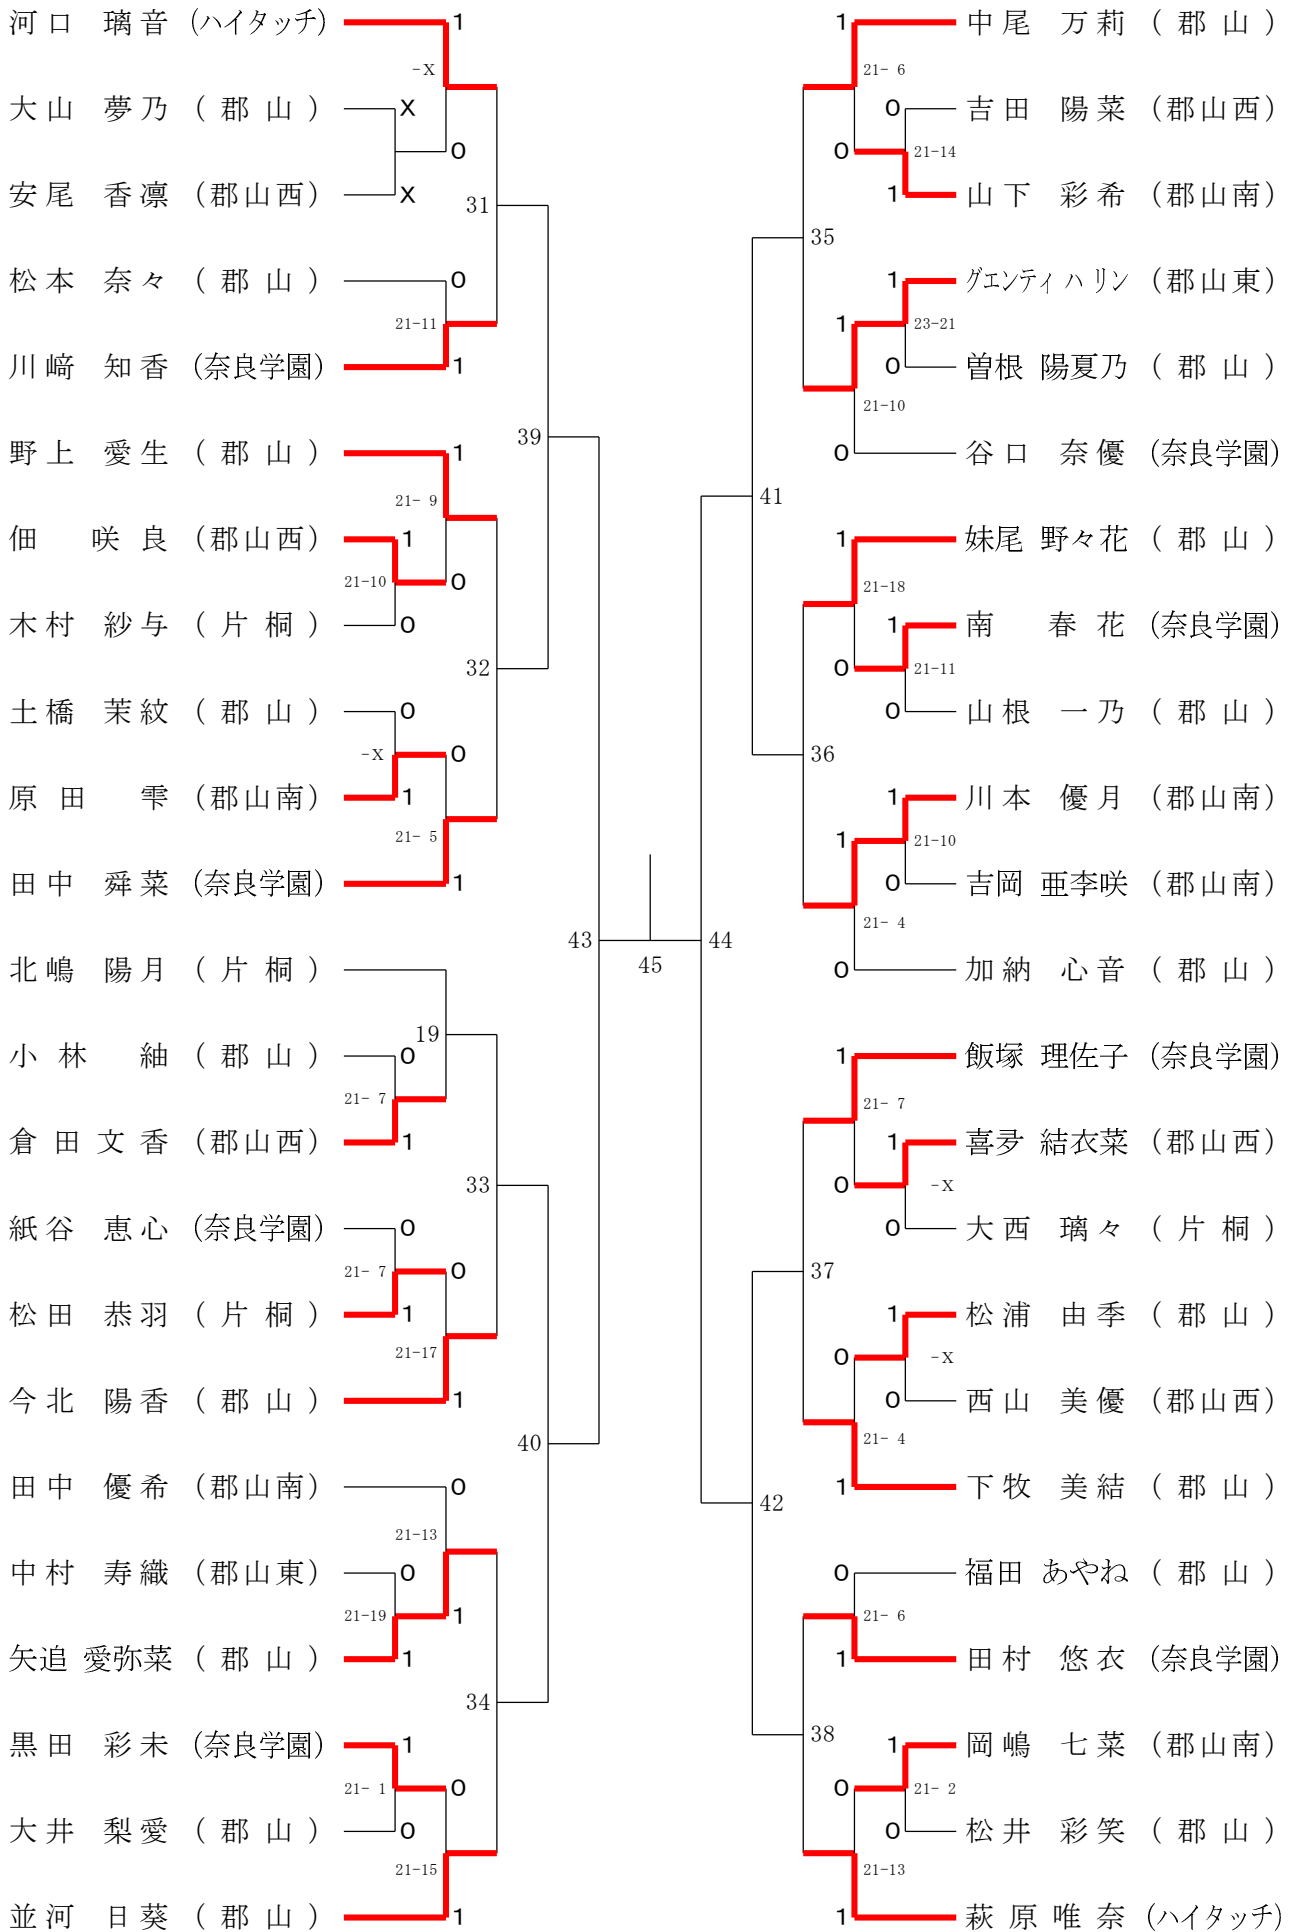 河口 璃音 (ハイタッチ) 1
-X
大山 夢乃 (郡山) X
0
安尾 香凛 (郡山西) X
31
松本 奈々 (郡山) 0
21-11
川﨑 知香 (奈良学園) 1
39
野上 愛生 (郡山) 1
21- 9
佃 咲良 (郡山西) 1
21-10 0
木村 紗与 (片桐) 0
32
土橋 茉紋 (郡山) 0
-X 0
原田 雫 (郡山南) 1
21- 5
田中 舜菜 (奈良学園) 1
43
北嶋 陽月 (片桐)
19
小林 紬 (郡山) 0
21- 7
倉田文香 (郡山西) 1
33
紙谷 恵心 (奈良学園) 0
21- 7 0
松田 恭羽 (片桐) 1
21-17
今北 陽香 (郡山) 1
40
田中 優希 (郡山南) 0
21-13
中村 寿織 (郡山東) 0
21-19 1
矢追 愛弥菜 (郡山) 1
34
黒田 彩未 (奈良学園) 1
21- 1 0
大井 梨愛 (郡山) 0
21-15
並河 日葵 (郡山) 1
45
1 中尾 万莉 (郡山)
21- 6
0 吉田 陽菜 (郡山西)
0 21-14
1 山下 彩希 (郡山南)
35
1 グエンティ ハ リン (郡山東)
1 23-21
0 曽根 陽夏乃 (郡山)
21-10
0 谷口 奈優 (奈良学園)
41
1 妹尾 野々花 (郡山)
21-18
1 南 春花 (奈良学園)
0 21-11
0 山根 一乃 (郡山)
36
1 川本 優月 (郡山南)
1 21-10
0 吉岡 亜李咲 (郡山南)
21- 4
0 加納 心音 (郡山)
44
1 飯塚 理佐子 (奈良学園)
21- 7
1 喜夛 結衣菜 (郡山西)
0 -X
0 大西 璃々 (片桐)
37
1 松浦 由季 (郡山)
0 -X
0 西山 美優 (郡山西)
21- 4
1 下牧 美結 (郡山)
42
0 福田 あやね (郡山)
21- 6
1 田村 悠衣 (奈良学園)
38
1 岡嶋 七菜 (郡山南)
0 21- 2
0 松井 彩笑 (郡山)
21-13
1 萩原唯奈 (ハイタッチ)